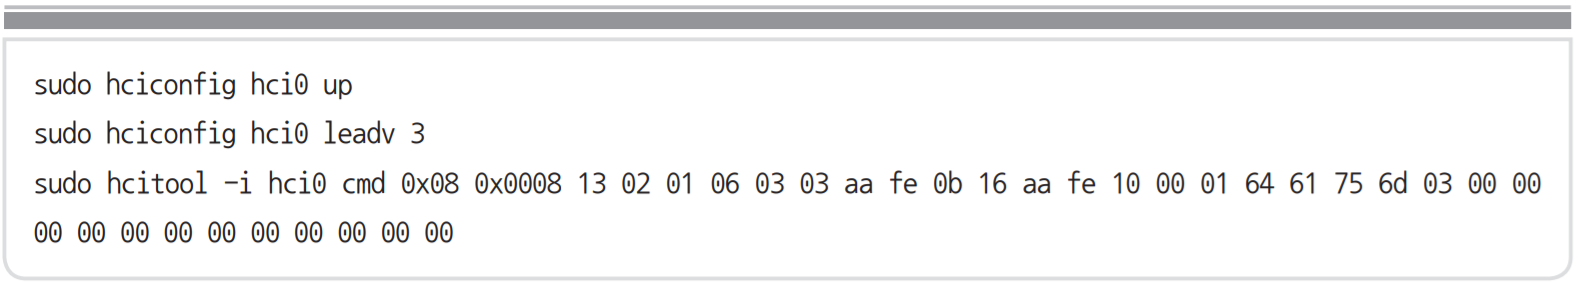 sudo hciconfig hci0 up
sudo hciconfig hci0 leadv 3
sudo hcitool -i hci0 cmd 0x08 0x0008 13 02 01 06 03 03 aa fe 0b 16 aa fe 10 00 01 64 61 75 6d 03 00 00
00 00 00 00 00 00 00 00 00 00